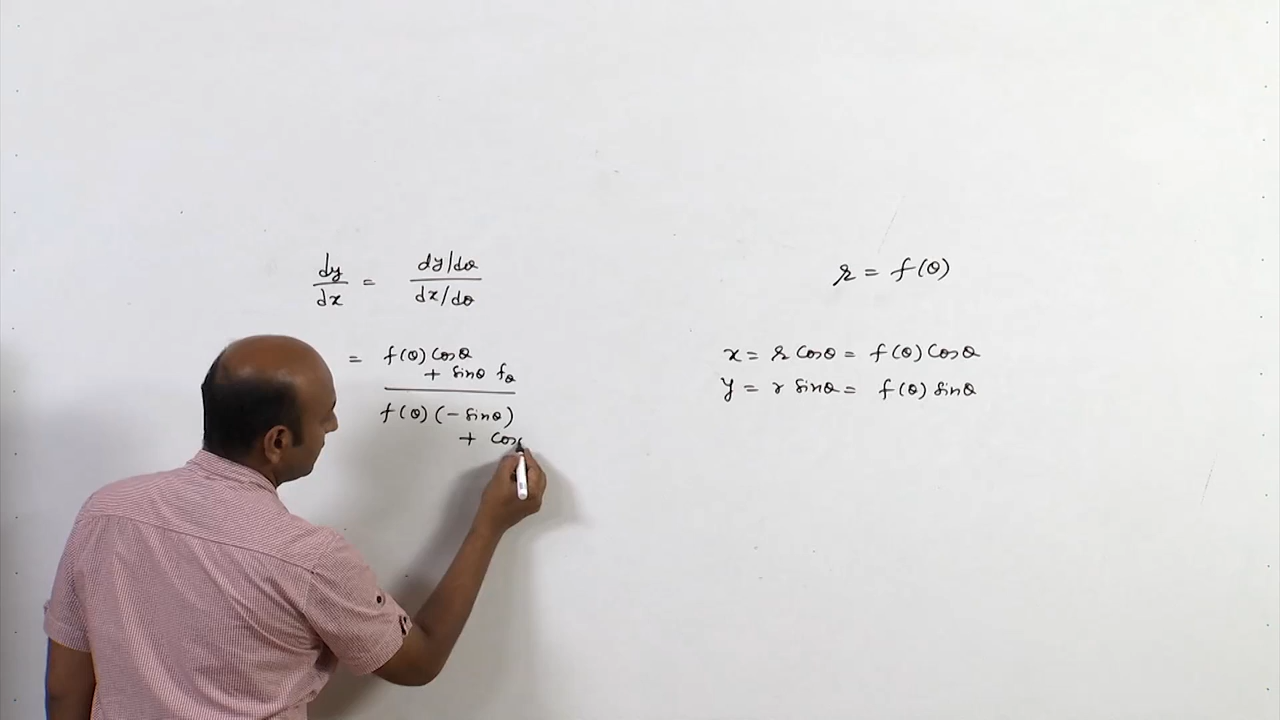 dy/dx = (dy/dθ)/(dx/dθ)
= f(θ) cosθ
+ sinθ fθ
f(θ) (- sinθ)
+ cos
r = f(θ)
x = r cosθ = f(θ) cosθ
y = r sinθ = f(θ) sinθ